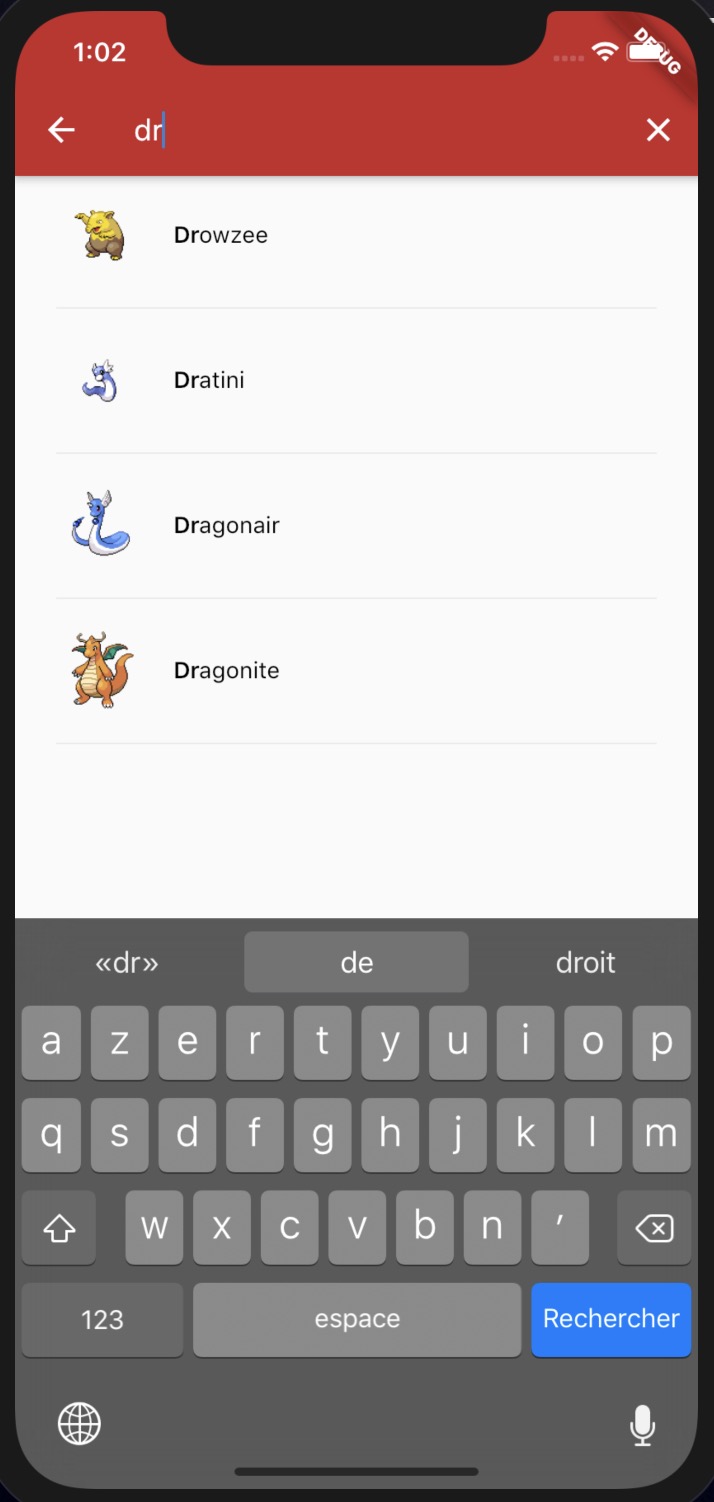 1:02
DEBUG
dr
Drowzee
Dratini
Dragonair
Dragonite
«dr» de droit
a z e r t y u i o p
q s d f g h j k l m
w x c v b n ′
123 espace Rechercher